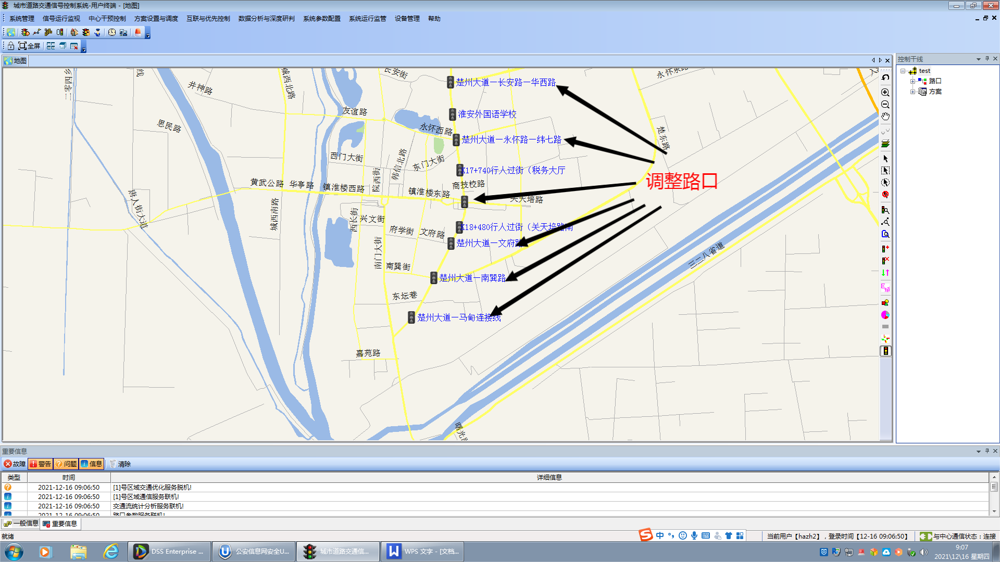 城市道路交通信号控制系统-用户终端 - [地图]
系统管理 信号运行监视 中心干预控制 方案设置与调度 互联与优先控制 数据分析与深度研判 系统参数配置 系统运行监管 设备管理 帮助
全屏
地图
控制干线
test
路口
方案
长安街
永怀东路
城西北路
井神路
楚州大道—长安路—华西路
友谊路
淮安外国语学校
思民路
永怀西路
楚州大道—永怀路—纬七路
楚东路
西门大街
韩信北路
东门大街
K17+740行人过街（税务大厅
院西街
调整路口
黄武公路
华亭路
镇淮楼西路
镇淮楼东路
商技校路
关天培路
唐人街大道
城西南路
西长街
兴文街
府学街
文府路
K18+480行人过街（关天培路南
楚州大道—文府路
南门大街
南巽街
三二八省道
楚州大道—南巽路
东坛巷
楚州大道—马甸连接线
嘉苑路
曙光路
重要信息
故障 警告 问题 信息 清除
类型 时间 详细信息
2021-12-16 09:06:50 [1]号区域交通优化服务脱机!
2021-12-16 09:06:50 [1]号区域通信服务联机!
2021-12-16 09:06:50 交通流统计分析服务联机!
2021-12-16 09:06:50 路口参数服务联机!
一般信息 重要信息
就绪
中
当前用户【hazh2】，登录时间【12-16 09:06:50】
与中心通信状态：连接
DSS Enterprise ...
公安信息网安全U...
城市道路交通信...
WPS 文字 - [文档...
9:07
2021\12\16 星期四